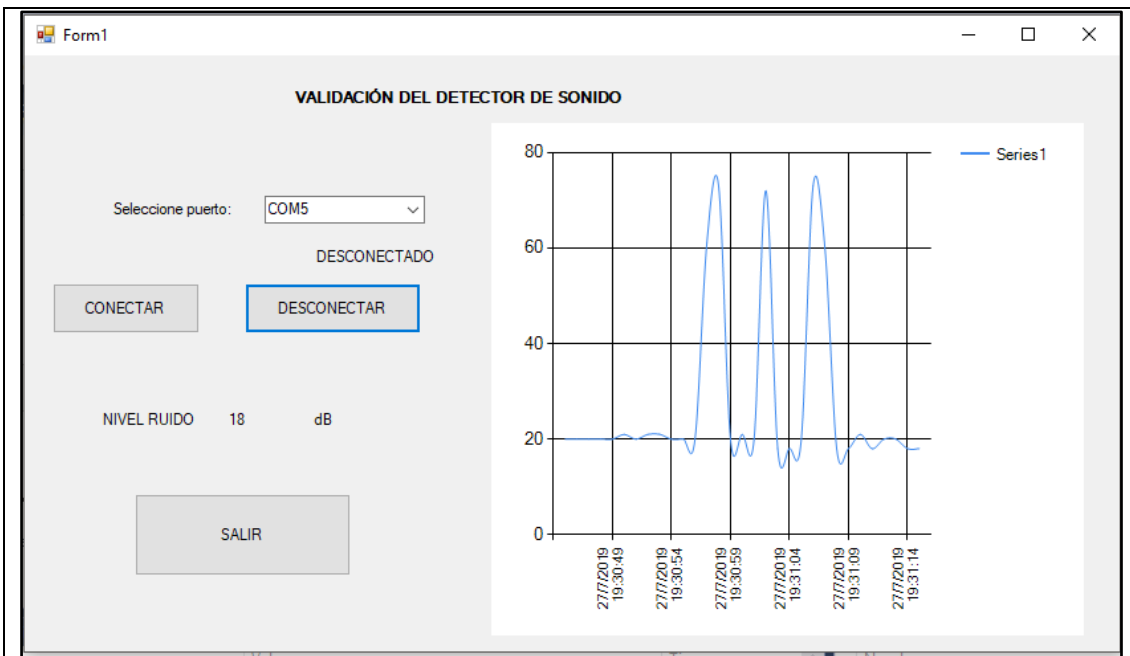 Form1
VALIDACIÓN DEL DETECTOR DE SONIDO
Seleccione puerto: COM5
DESCONECTADO
CONECTAR DESCONECTAR
NIVEL RUIDO 18 dB
SALIR
80
60
40
20
0
27/7/2019
19:30:49
27/7/2019
19:30:54
27/7/2019
19:30:59
27/7/2019
19:31:04
27/7/2019
19:31:09
27/7/2019
19:31:14
Series1